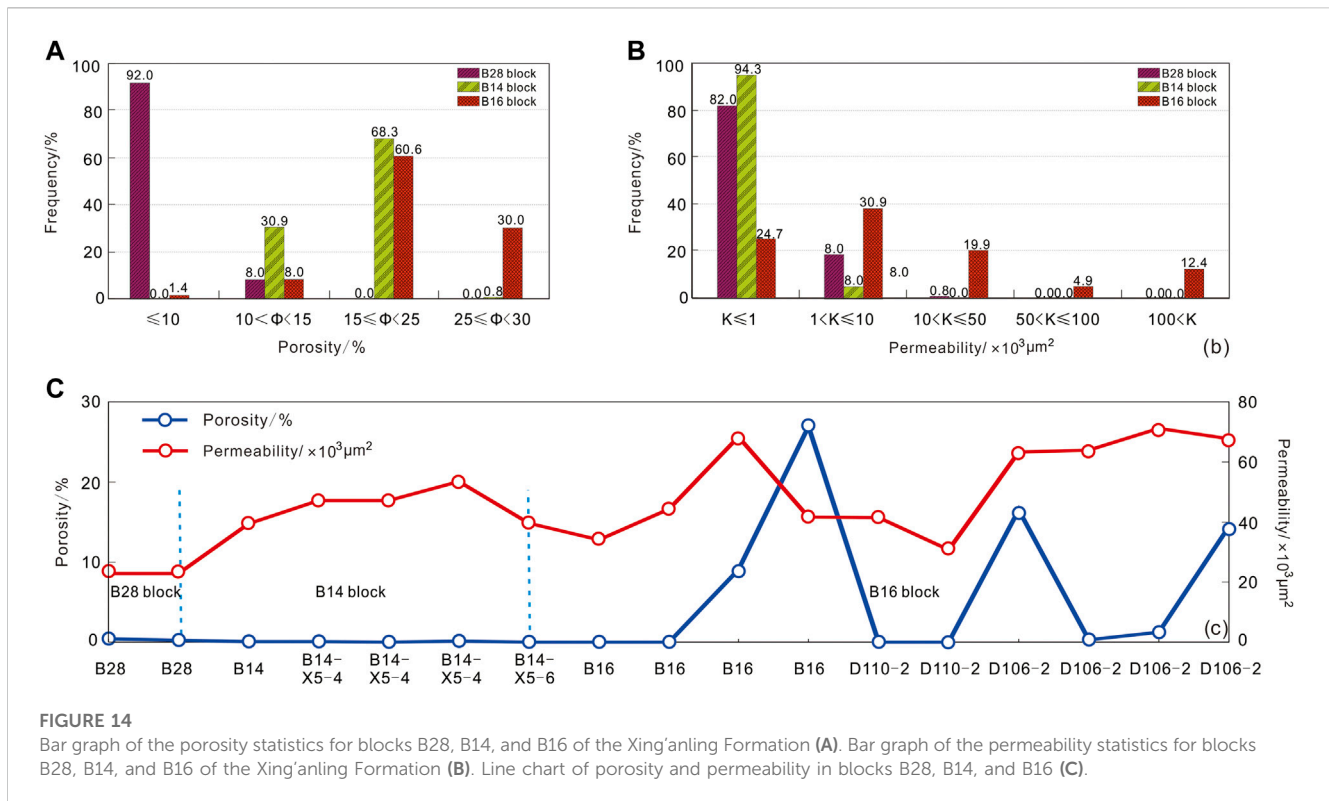 A
B
100
80
60
40
20
0
Frequency/%
92.0
0.0
1.4
8.0
30.9
8.0
0.0
68.3
60.6
0.0
0.8
30.0
B28 block
B14 block
B16 block
≤10
10<Φ<15
15≤Φ<25
25≤Φ<30
Porosity/%
100
80
60
40
20
0
Frequency/%
82.0
94.3
24.7
8.0
8.0
30.9
8.0
0.8
0.0
19.9
0.0
0.0
4.9
0.0
0.0
12.4
B28 block
B14 block
B16 block
K≤1
1<K≤10
10<K≤50
50<K≤100
100<K
Permeability/ ×10³μm²
(b)
C
30
20
10
0
Porosity/%
Porosity/%
Permeability/ ×10³μm²
80
60
40
20
0
Permeability/ ×10³μm²
B28 block
B14 block
B16 block
(c)
B28
B28
B14
B14-X5-4
B14-X5-4
B14-X5-4
B14-X5-6
B16
B16
B16
B16
D110-2
D110-2
D106-2
D106-2
D106-2
D106-2
FIGURE 14
Bar graph of the porosity statistics for blocks B28, B14, and B16 of the Xing’anling Formation (A). Bar graph of the permeability statistics for blocks
B28, B14, and B16 of the Xing’anling Formation (B). Line chart of porosity and permeability in blocks B28, B14, and B16 (C).